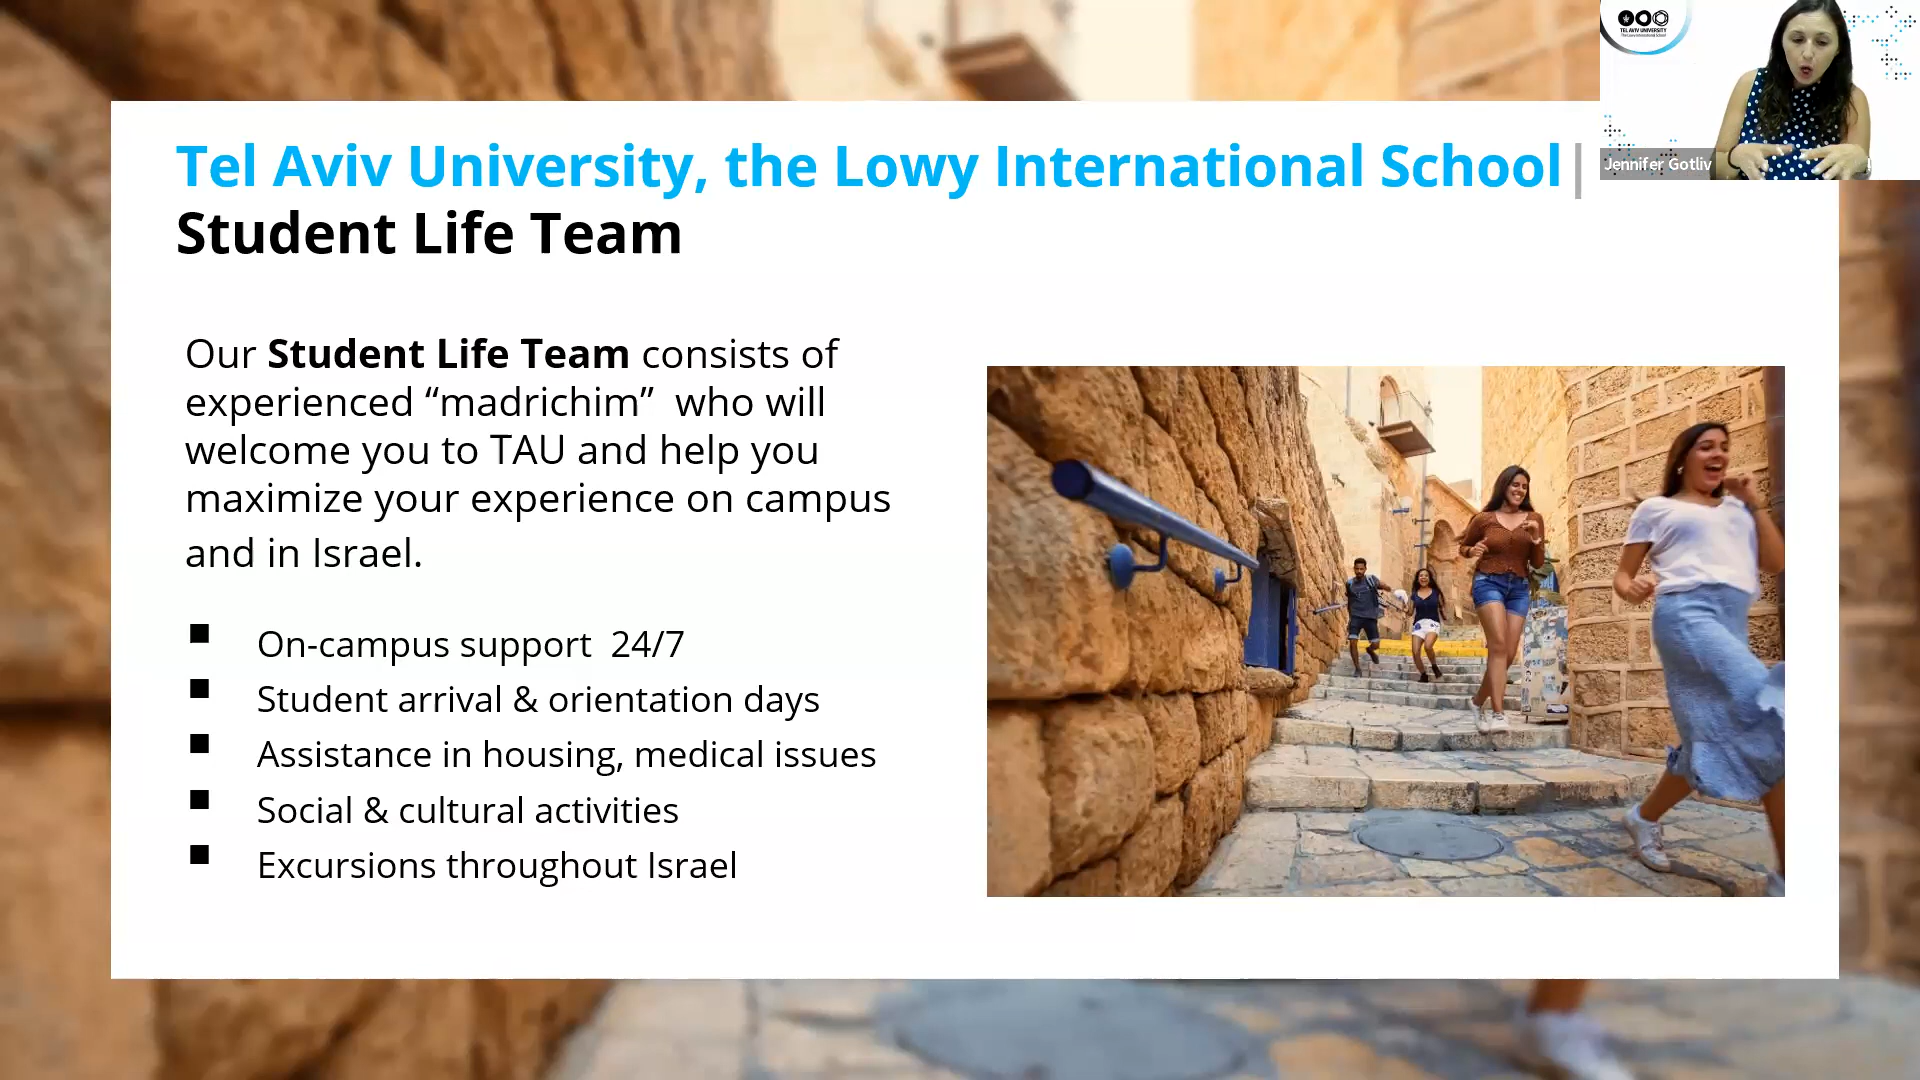 TEL AVIV UNIVERSITY
Jennifer Gotliv
Tel Aviv University, the Lowy International School|
Student Life Team
Our Student Life Team consists of
experienced “madrichim”  who will
welcome you to TAU and help you
maximize your experience on campus
and in Israel.
■ On-campus support  24/7
■ Student arrival & orientation days
■ Assistance in housing, medical issues
■ Social & cultural activities
■ Excursions throughout Israel